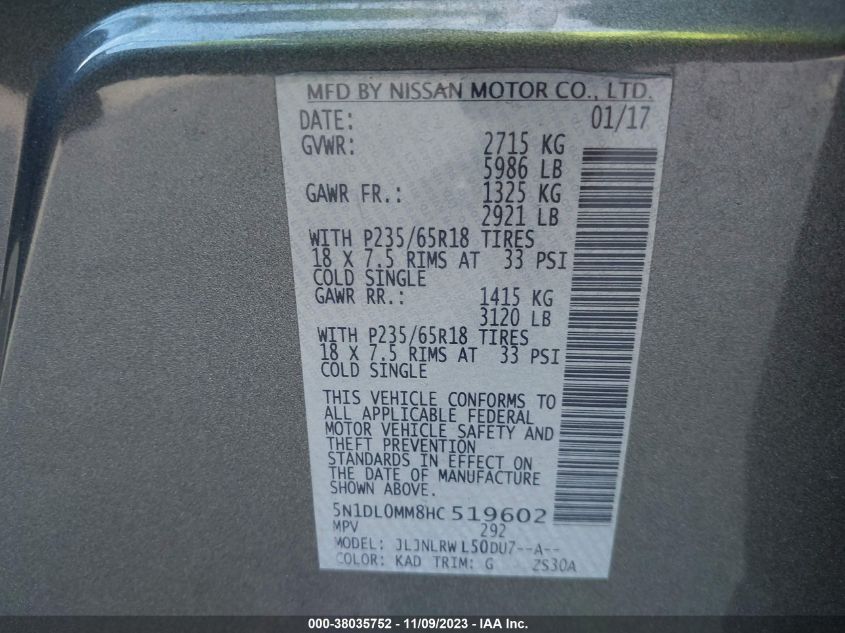 MFD BY NISSAN MOTOR CO., LTD.
DATE: 01/17
GVWR: 2715 KG
5986 LB
GAWR FR.: 1325 KG
2921 LB
WITH P235/65R18 TIRES
18 X 7.5 RIMS AT 33 PSI
COLD SINGLE
GAWR RR.: 1415 KG
3120 LB
WITH P235/65R18 TIRES
18 X 7.5 RIMS AT 33 PSI
COLD SINGLE
THIS VEHICLE CONFORMS TO
ALL APPLICABLE FEDERAL
MOTOR VEHICLE SAFETY AND
THEFT PREVENTION
STANDARDS IN EFFECT ON
THE DATE OF MANUFACTURE
SHOWN ABOVE.
5N1DL0MM8HC 519602
MPV 292
MODEL: JLJNLRW L50DU7--A--
COLOR: KAD TRIM: G ZS30A
000-38035752 - 11/09/2023 - IAA Inc.